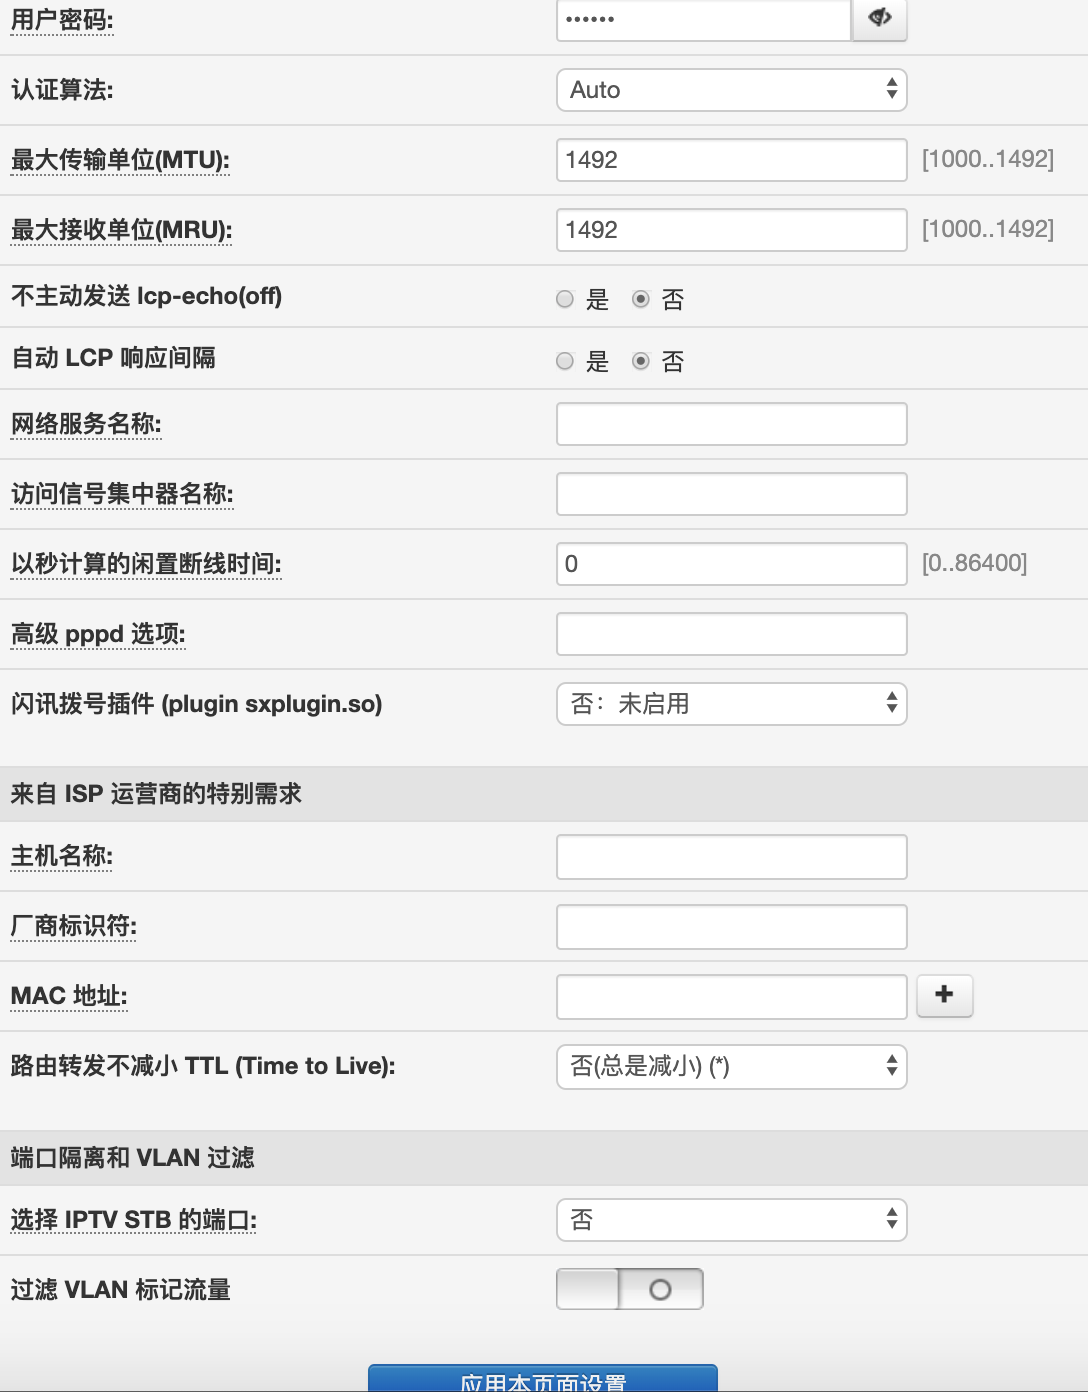 用户密码: ••••••
认证算法: Auto
最大传输单位(MTU): 1492 [1000..1492]
最大接收单位(MRU): 1492 [1000..1492]
不主动发送 lcp-echo(off) 是 否
自动 LCP 响应间隔 是 否
网络服务名称:
访问信号集中器名称:
以秒计算的闲置断线时间: 0 [0..86400]
高级 pppd 选项:
闪讯拨号插件 (plugin sxplugin.so) 否：未启用
来自 ISP 运营商的特别需求
主机名称:
厂商标识符:
MAC 地址:
路由转发不减小 TTL (Time to Live): 否(总是减小) (*)
端口隔离和 VLAN 过滤
选择 IPTV STB 的端口: 否
过滤 VLAN 标记流量
应用本页面设置